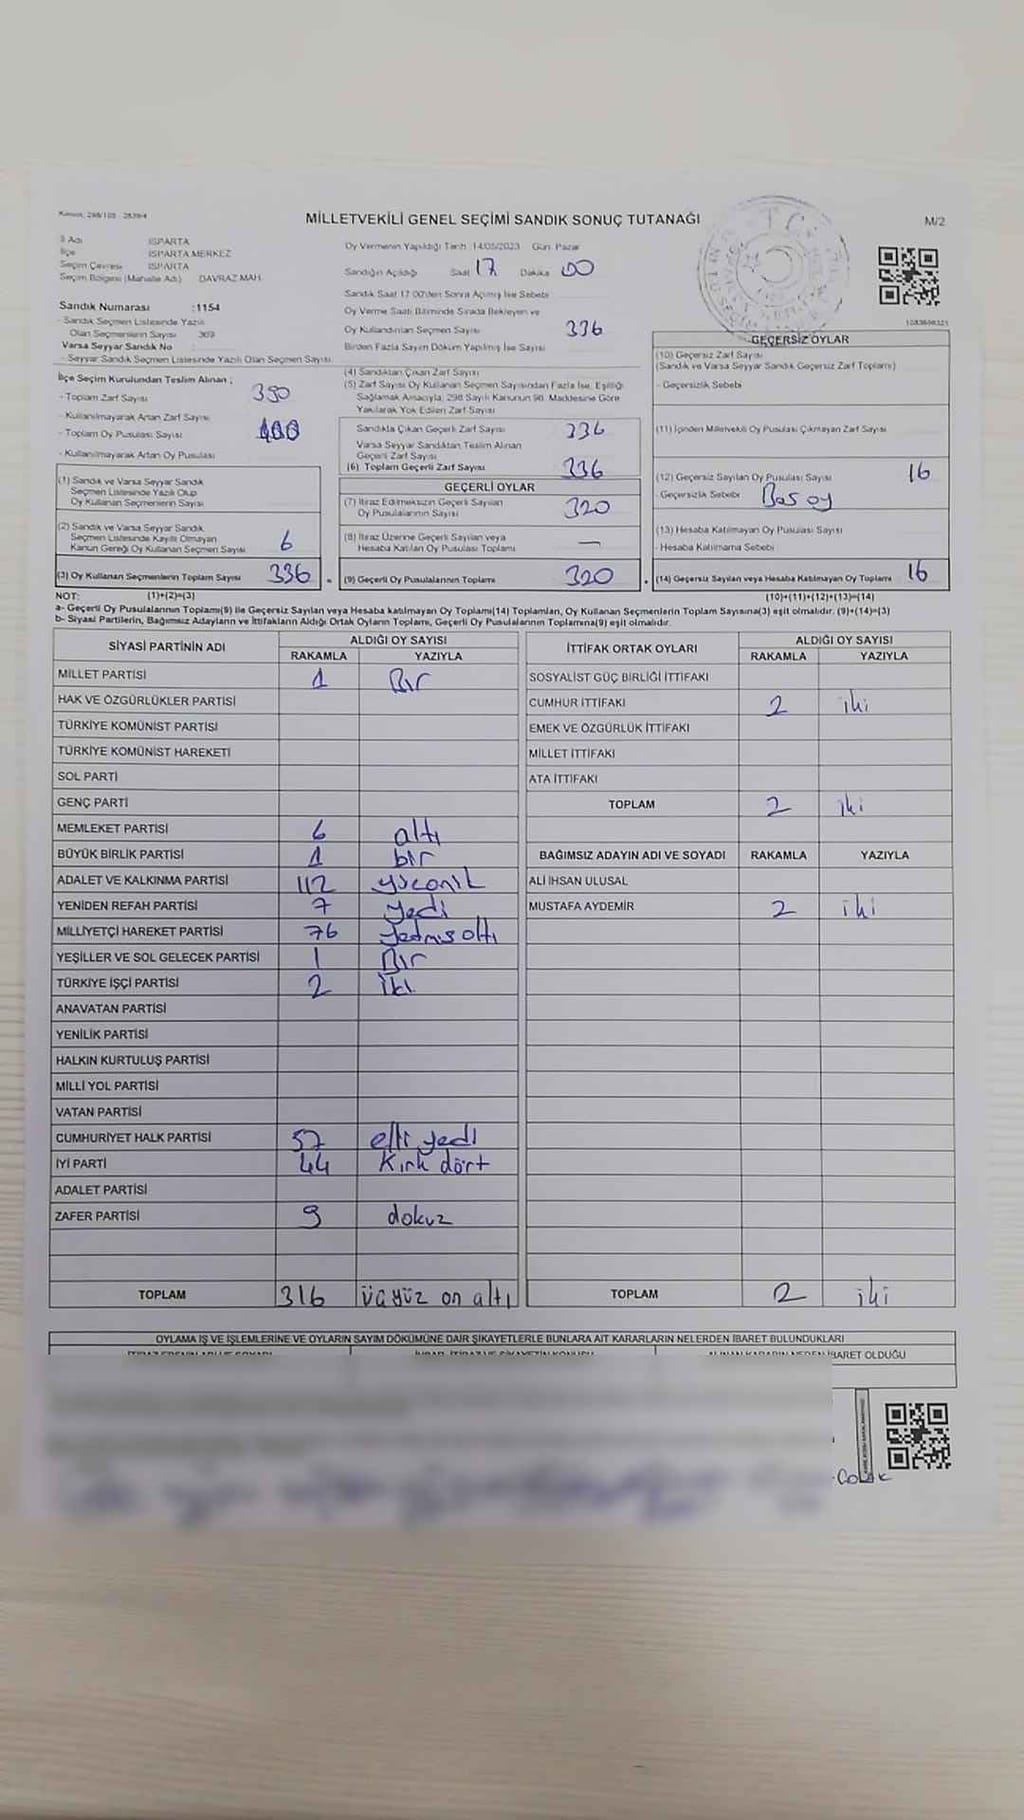 MİLLETVEKİLİ GENEL SEÇİMİ SANDIK SONUÇ TUTANAĞI
M/2
İl Adı ISPARTA
İlçe ISPARTA MERKEZ
Seçim Çevresi ISPARTA
Seçim Bölgesi (Mahalle Adı) DAVRAZ MAH.
Oy Vermenin Yapıldığı Tarih :14/05/2023 Gün: Pazar
Sandığın Açıldığı Saat 17 Dakika 00
Sandık Saat 17:00'den Sonra Açılmış İse Sebebi
Oy Verme Saati Bitiminde Sırada Bekleyen ve
Oy Kullandırılan Seçmen Sayısı 336
Birden Fazla Sayım Döküm Yapılmış İse Sayısı
Sandık Numarası :1154
- Sandık Seçmen Listesinde Yazılı
Olan Seçmenlerin Sayısı 369
Varsa Seyyar Sandık No
- Seyyar Sandık Seçmen Listesinde Yazılı Olan Seçmen Sayısı
İlçe Seçim Kurulundan Teslim Alınan ;
- Toplam Zarf Sayısı 390
- Kullanılmayarak Artan Zarf Sayısı
- Toplam Oy Pusulası Sayısı
- Kullanılmayarak Artan Oy Pusulası
(1) Sandık ve Varsa Seyyar Sandık
Seçmen Listesinde Yazılı Olup
Oy Kullanan Seçmenlerin Sayısı
(2) Sandık ve Varsa Seyyar Sandık
Seçmen Listesinde Kayıtlı Olmayan
Kanun Gereği Oy Kullanan Seçmen Sayısı 6
(3) Oy Kullanan Seçmenlerin Toplam Sayısı 336
(4) Sandıktan Çıkan Zarf Sayısı
(5) Zarf Sayısı Oy Kullanan Seçmen Sayısından Fazla İse, Eşitliği
Sağlamak Amacıyla; 298 Sayılı Kanunun 98. Maddesine Göre
Yakılarak Yok Edilen Zarf Sayısı
Sandıkta Çıkan Geçerli Zarf Sayısı 336
Varsa Seyyar Sandıktan Teslim Alınan
Geçerli Zarf Sayısı
(6) Toplam Geçerli Zarf Sayısı 336
GEÇERLİ OYLAR
(7) İtiraz Edilmeksizin Geçerli Sayılan
Oy Pusulalarının Sayısı 320
(8) İtiraz Üzerine Geçerli Sayılan veya
Hesaba Katılan Oy Pusulası Toplamı —
(9) Geçerli Oy Pusulalarının Toplamı 320
GEÇERSİZ OYLAR
(10) Geçersiz Zarf Sayısı
(Sandık ve Varsa Seyyar Sandık Geçersiz Zarf Toplamı)
- Geçersizlik Sebebi
(11) İçinden Milletvekili Oy Pusulası Çıkmayan Zarf Sayısı
(12) Geçersiz Sayılan Oy Pusulası Sayısı 16
- Geçersizlik Sebebi Bas oy
(13) Hesaba Katılmayan Oy Pusulası Sayısı
- Hesaba Katılmama Sebebi
(14) Geçersiz Sayılan veya Hesaba Katılmayan Oy Toplamı 16
NOT: (1)+(2)=(3) (10)+(11)+(12)+(13)=(14)
a- Geçerli Oy Pusulalarının Toplamı(9) ile Geçersiz Sayılan veya Hesaba katılmayan Oy Toplamı(14) Toplamları, Oy Kullanan Seçmenlerin Toplam Sayısına(3) eşit olmalıdır. (9)+(14)=(3)
b- Siyasi Partilerin, Bağımsız Adayların ve İttifakların Aldığı Ortak Oyların Toplamı, Geçerli Oy Pusulalarının Toplamına(9) eşit olmalıdır.
SİYASİ PARTİNİN ADI ALDIĞI OY SAYISI
RAKAMLA YAZIYLA
MİLLET PARTİSİ 1 Bır
HAK VE ÖZGÜRLÜKLER PARTİSİ
TÜRKİYE KOMÜNİST PARTİSİ
TÜRKİYE KOMÜNİST HAREKETİ
SOL PARTİ
GENÇ PARTİ
MEMLEKET PARTİSİ 6 altı
BÜYÜK BİRLİK PARTİSİ 1 bır
ADALET VE KALKINMA PARTİSİ 112
YENİDEN REFAH PARTİSİ 7 yedi
MİLLİYETÇİ HAREKET PARTİSİ 76
YEŞİLLER VE SOL GELECEK PARTİSİ 1 Bır
TÜRKİYE İŞÇİ PARTİSİ 2 iki
ANAVATAN PARTİSİ
YENİLİK PARTİSİ
HALKIN KURTULUŞ PARTİSİ
MİLLİ YOL PARTİSİ
VATAN PARTİSİ
CUMHURİYET HALK PARTİSİ 57 elli yedi
İYİ PARTİ 44 Kırk dört
ADALET PARTİSİ
ZAFER PARTİSİ 9 dokuz
TOPLAM 316 üçyüz on altı
İTTİFAK ORTAK OYLARI ALDIĞI OY SAYISI
RAKAMLA YAZIYLA
SOSYALİST GÜÇ BİRLİĞİ İTTİFAKI
CUMHUR İTTİFAKI 2 iki
EMEK VE ÖZGÜRLÜK İTTİFAKI
MİLLET İTTİFAKI
ATA İTTİFAKI
TOPLAM 2 iki
BAĞIMSIZ ADAYIN ADI VE SOYADI RAKAMLA YAZIYLA
ALİ İHSAN ULUSAL
MUSTAFA AYDEMİR 2 iki
TOPLAM 2 iki
OYLAMA İŞ VE İŞLEMLERİNE VE OYLARIN SAYIM DÖKÜMÜNE DAİR ŞİKAYETLERLE BUNLARA AİT KARARLARIN NELERDEN İBARET BULUNDUKLARI
İBARET OLDUĞU
Colak